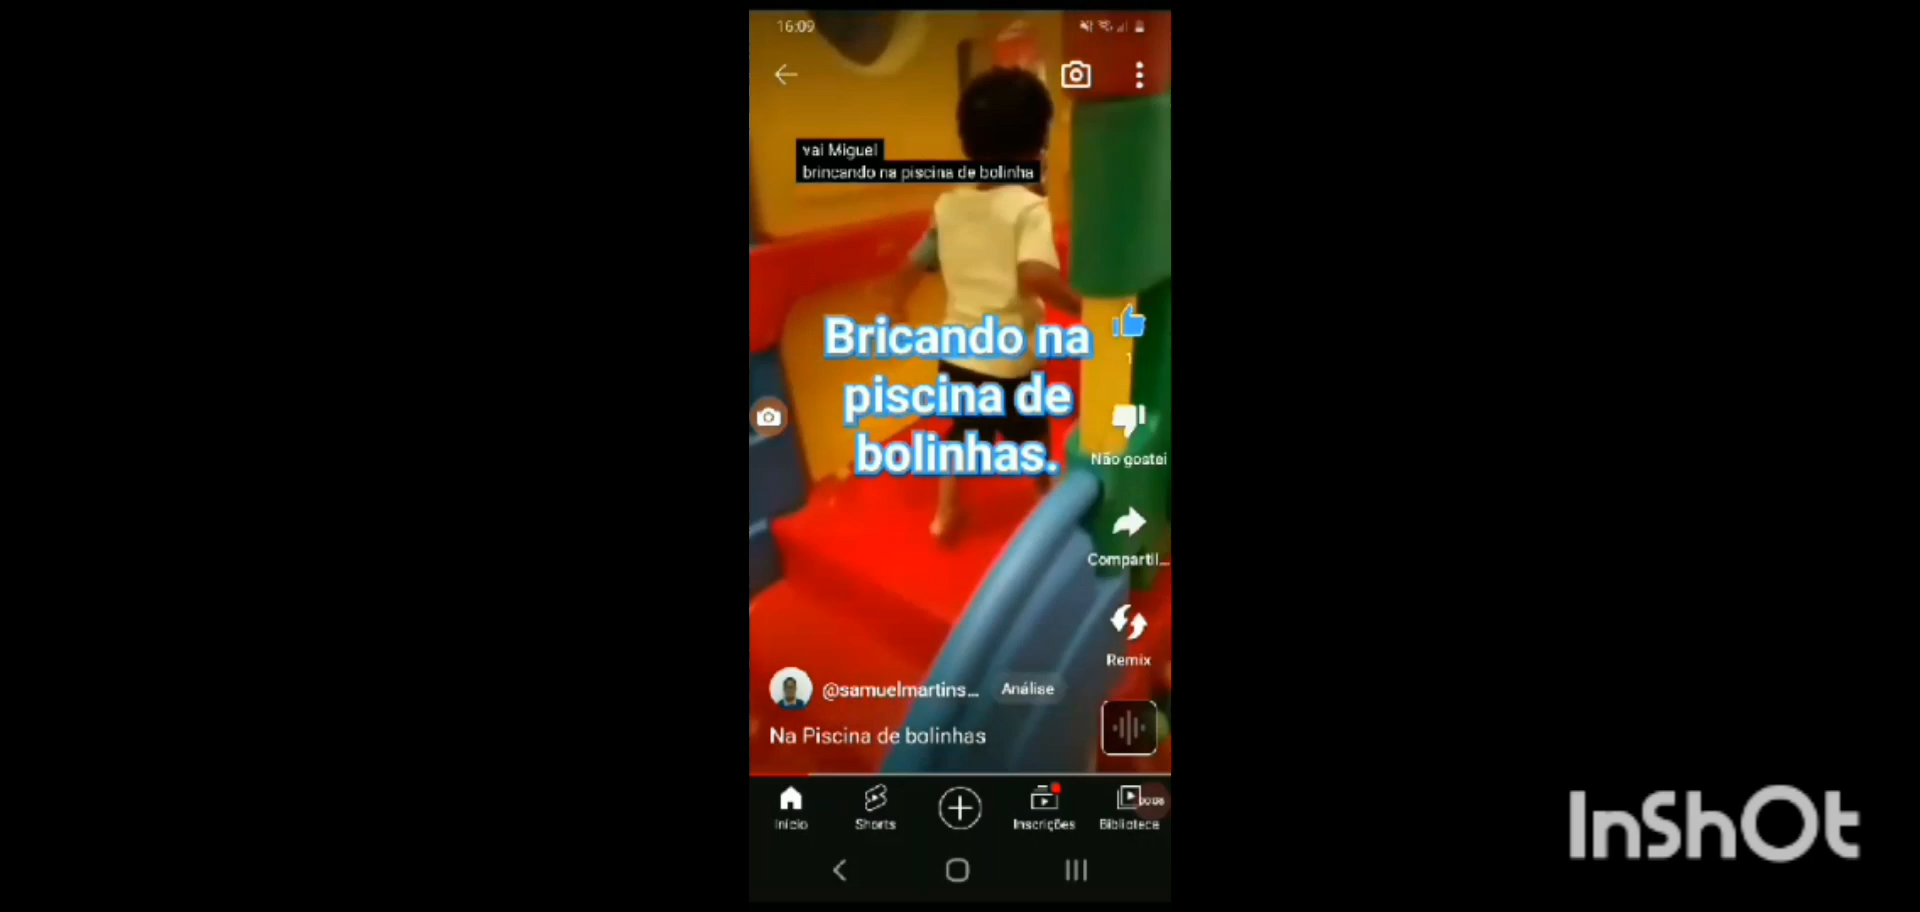 16:09
vai Miguel
brincando na piscina de bolinha
Bricando na
piscina de
bolinhas.
1
Não gostei
Compartil...
Remix
@samuelmartins...
Análise
Na Piscina de bolinhas
Início
Shorts
Inscrições
Biblioteca
InShOt